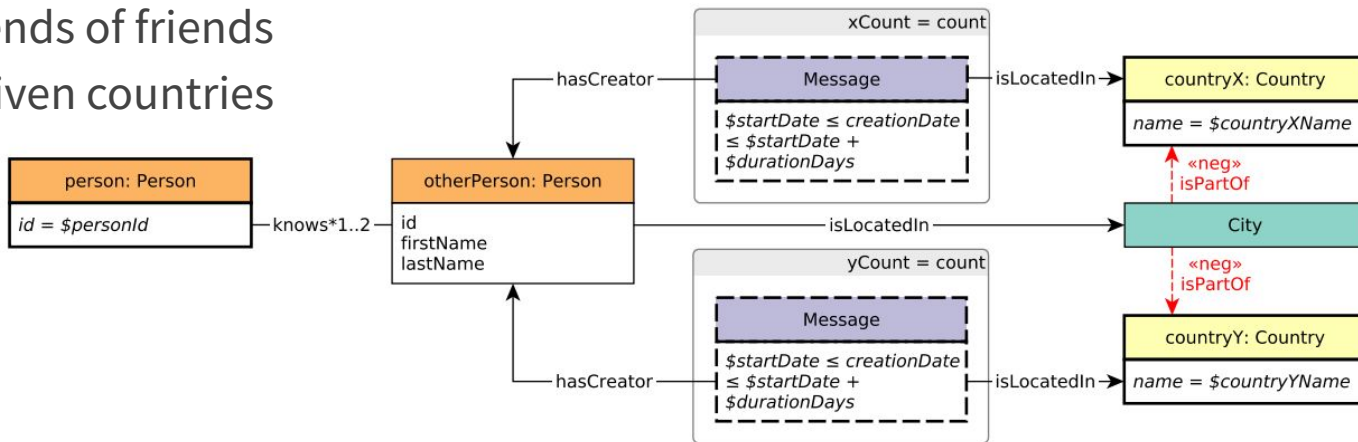 ends of friends
iven countries
xCount = count
Message
$startDate ≤ creationDate
≤ $startDate +
$durationDays
hasCreator
isLocatedIn
countryX: Country
name = $countryXName
«neg»
isPartOf
person: Person
id = $personId
knows*1..2
otherPerson: Person
id
firstName
lastName
isLocatedIn
City
«neg»
isPartOf
yCount = count
Message
$startDate ≤ creationDate
≤ $startDate +
$durationDays
hasCreator
isLocatedIn
countryY: Country
name = $countryYName